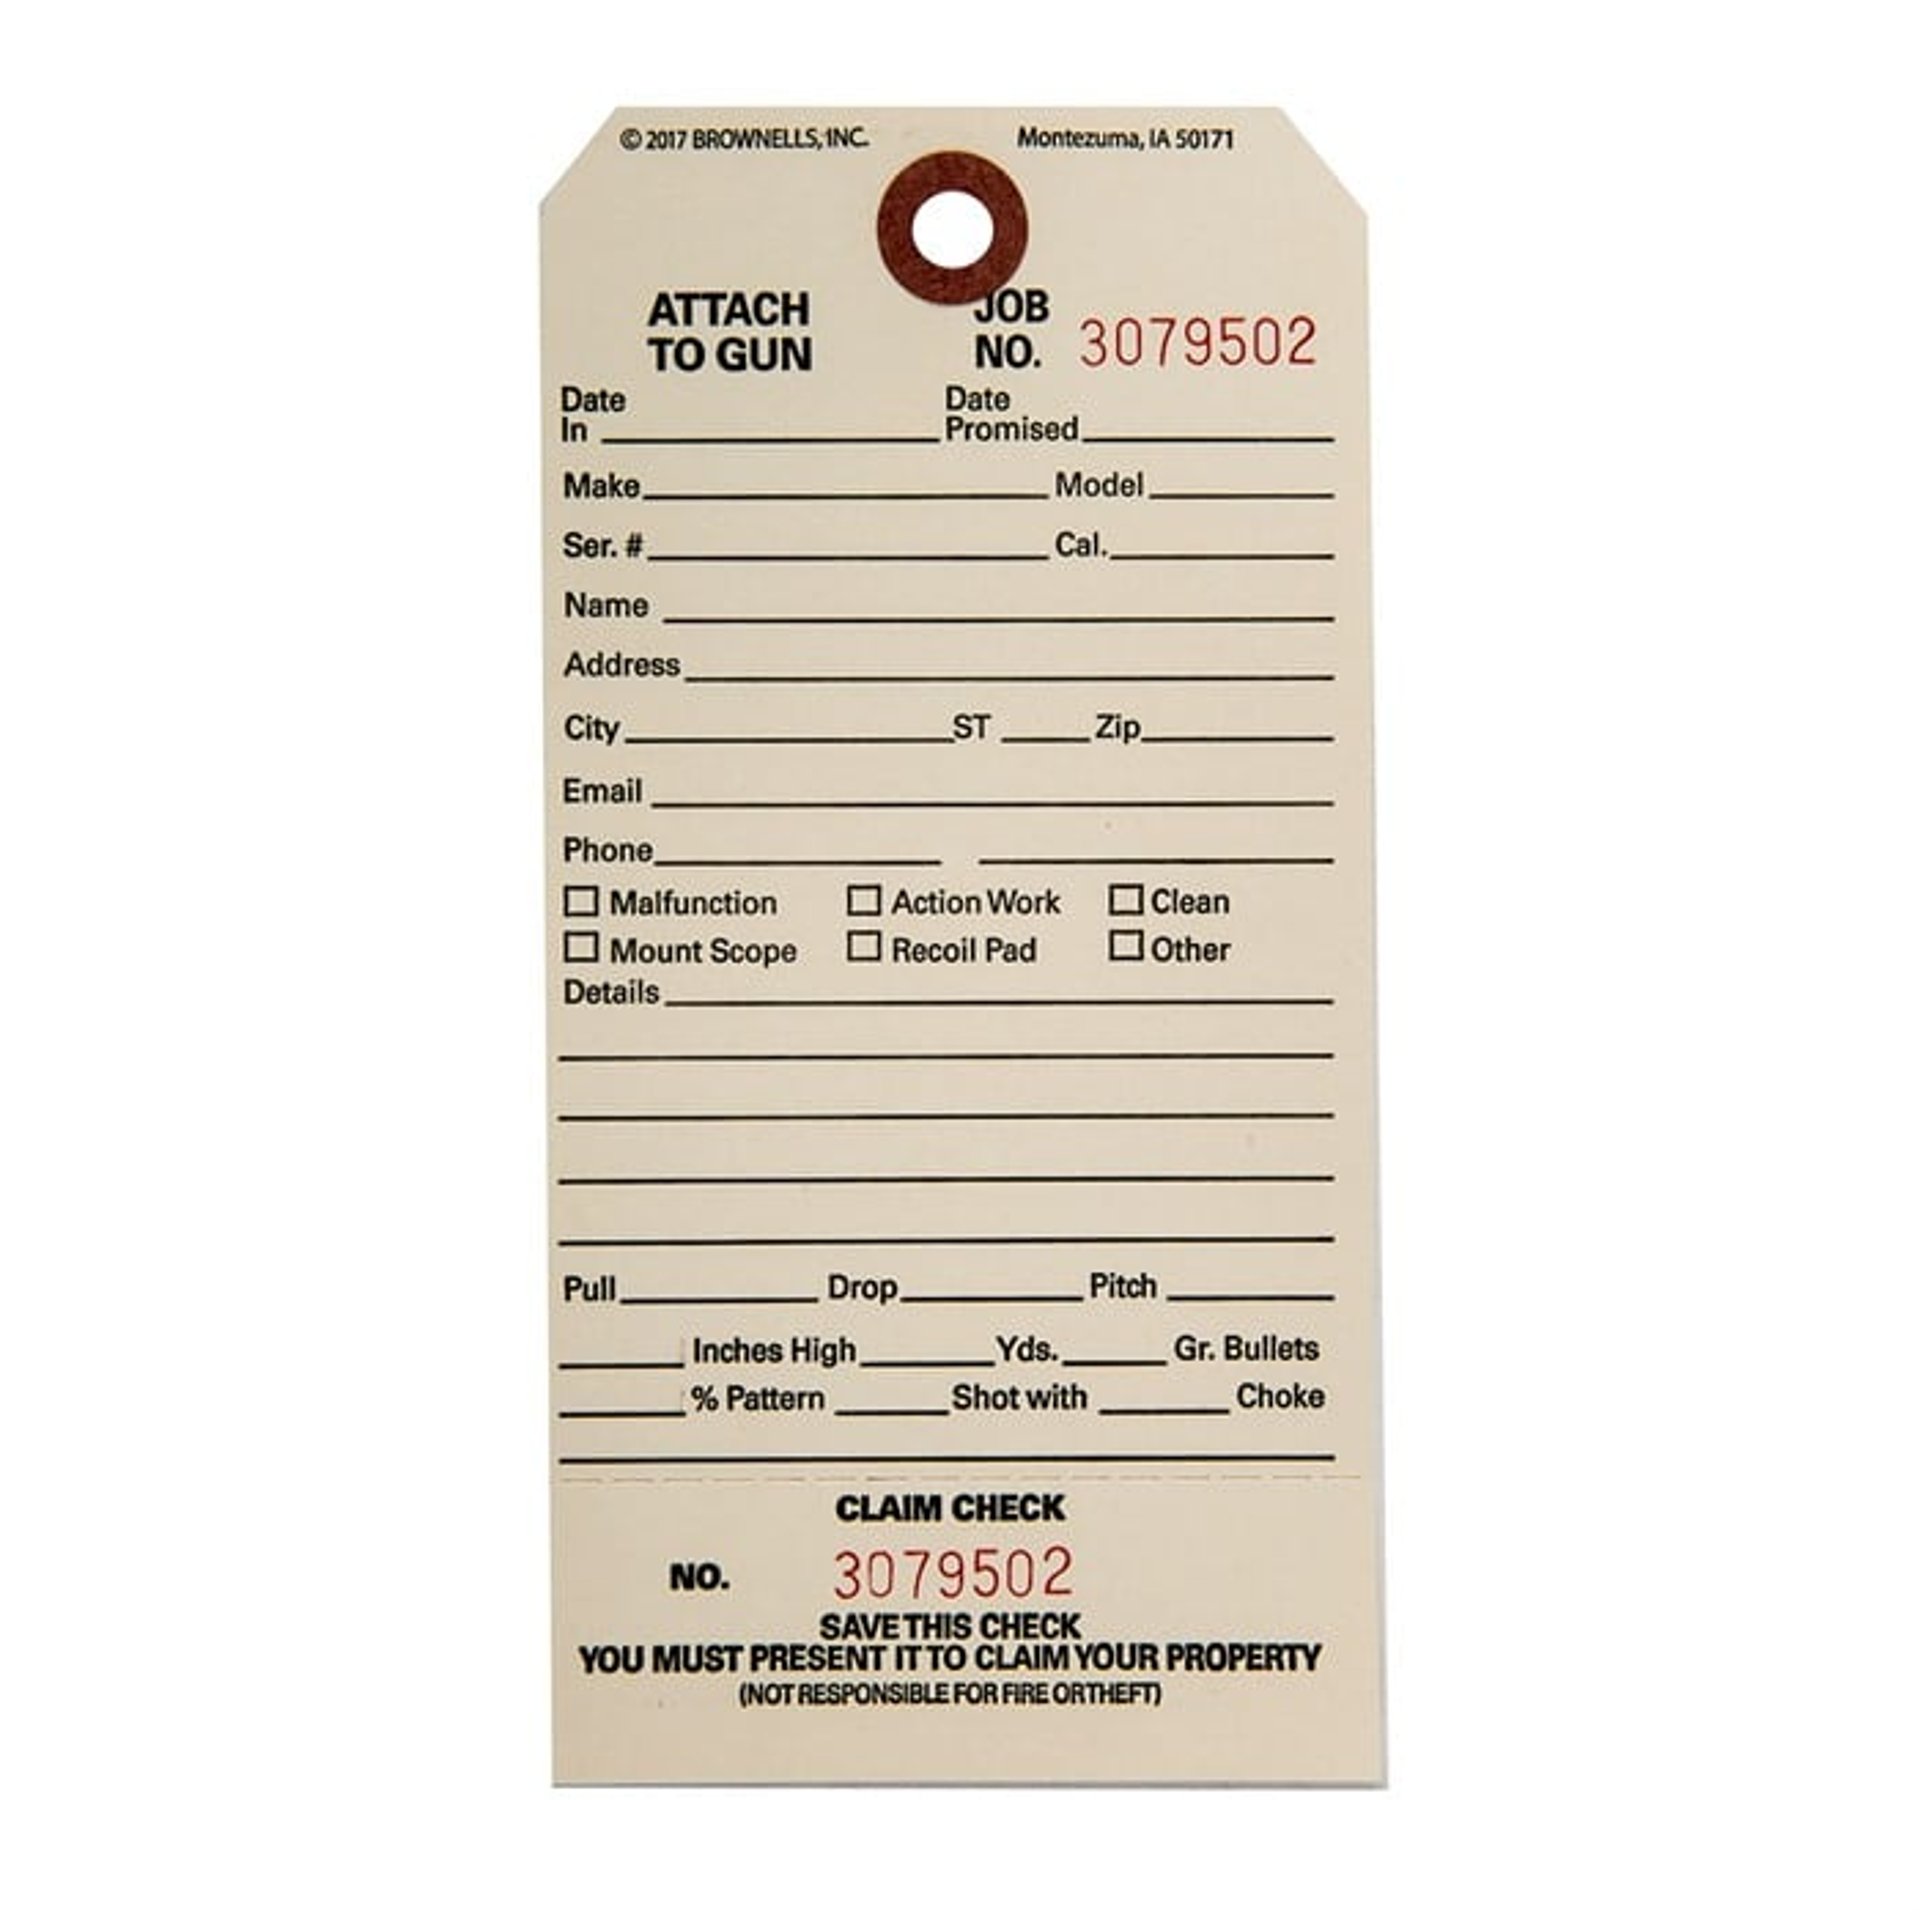 © 2017 BROWNELLS, INC. Montezuma, IA 50171
ATTACH TO GUN
JOB NO. 3079502
Date In Date Promised
Make Model
Ser. # Cal.
Name
Address
City ST Zip
Email
Phone
Malfunction Action Work Clean
Mount Scope Recoil Pad Other
Details
Pull Drop Pitch
Inches High Yds. Gr. Bullets
% Pattern Shot with Choke
CLAIM CHECK
NO. 3079502
SAVE THIS CHECK
YOU MUST PRESENT IT TO CLAIM YOUR PROPERTY
(NOT RESPONSIBLE FOR FIRE OR THEFT)